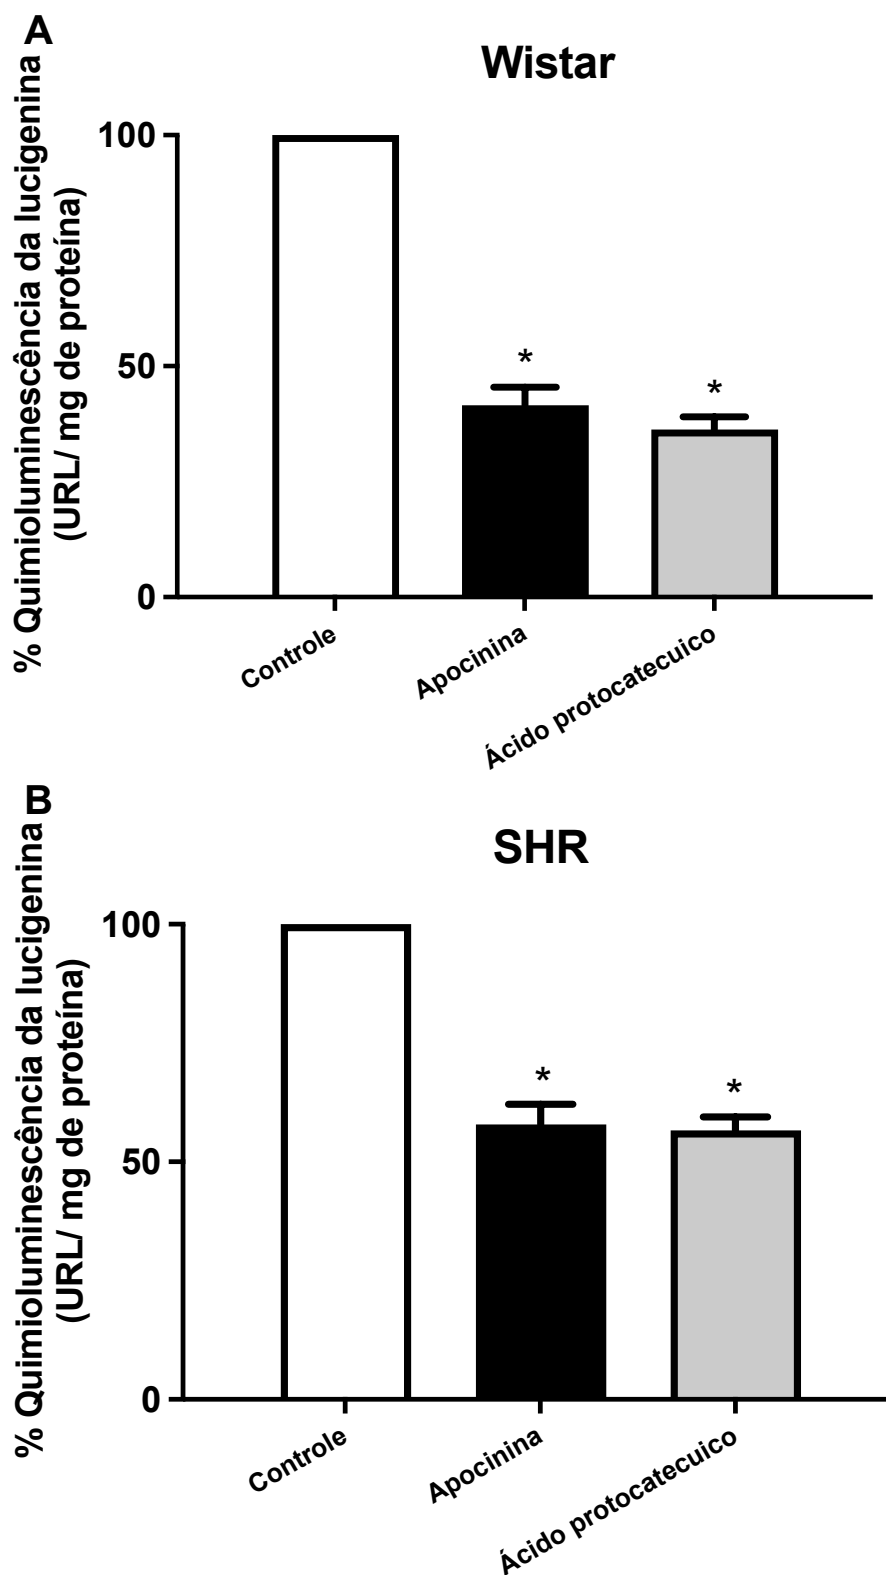 A
Wistar
% Quimioluminescência da lucigenina
(URL/ mg de proteína)
100
50
0
*
*
Controle
Apocinina
Ácido protocatecuico
B
SHR
% Quimioluminescência da lucigenina
(URL/ mg de proteína)
100
50
0
*
*
Controle
Apocinina
Ácido protocatecuico